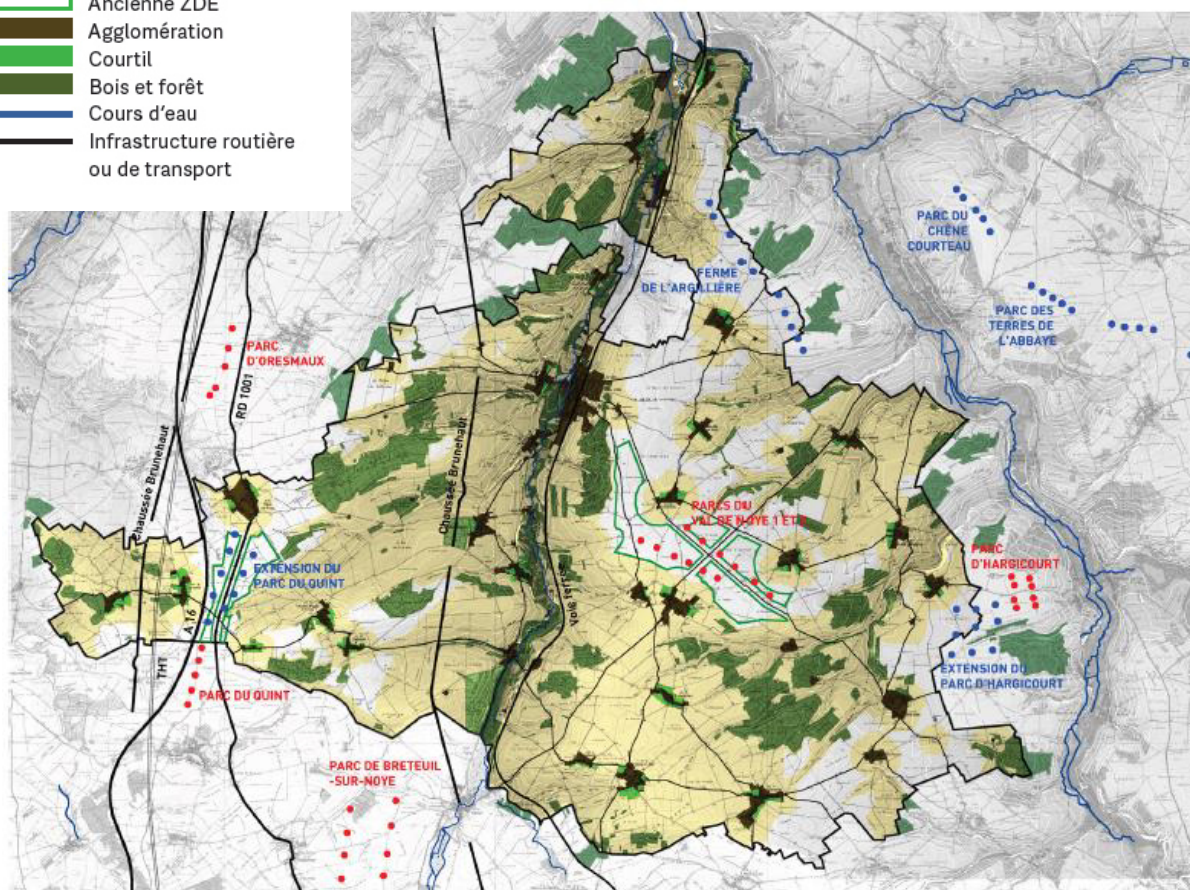 Ancienne ZDE
Agglomération
Courtil
Bois et forêt
Cours d'eau
Infrastructure routière
ou de transport
PARC DU
CHÊNE
COURTEAU
FERME
DE L'ARGILLIÈRE
PARC DES
TERRES DE
L'ABBAYE
PARC
D'ORESMAUX
RD 1001
Chaussée Brunehaut
Chaussée Brunehaut
PARCS DU
VAL DE NOYE 1 ET
EXTENSION DU
PARC DU QUINT
Voie ferrée
PARC
D'HARGICOURT
A 16
THT
PARC DU QUINT
EXTENSION DU
PARC D'HARGICOURT
PARC DE BRETEUIL
-SUR-NOYE